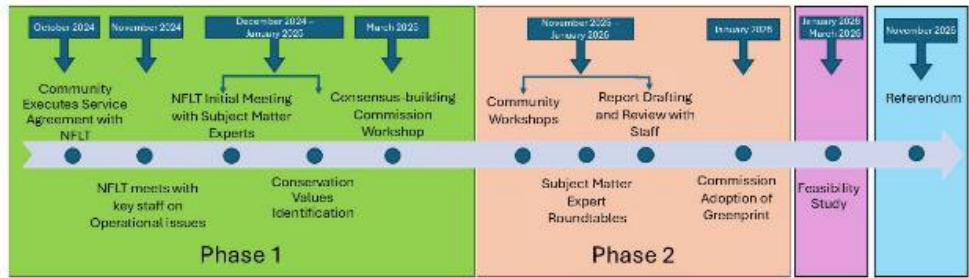 October 2024
November 2024
December 2024 –
January 2025
March 2025
November 2025 –
January 2026
January 2026
January 2026
- March 2026
November 2026
Community
Executes Service
Agreement with
NFLT
NFLT Initial Meeting
with Subject Matter
Experts
Consensus-building
Commission
Workshop
Community
Workshops
Report Drafting
and Review with
Staff
Referendum
NFLT meets with
key staff on
Operational issues
Conservation
Values
Identification
Subject Matter
Expert
Roundtables
Commission
Adoption of
Greenprint
Feasibility
Study
Phase 1
Phase 2